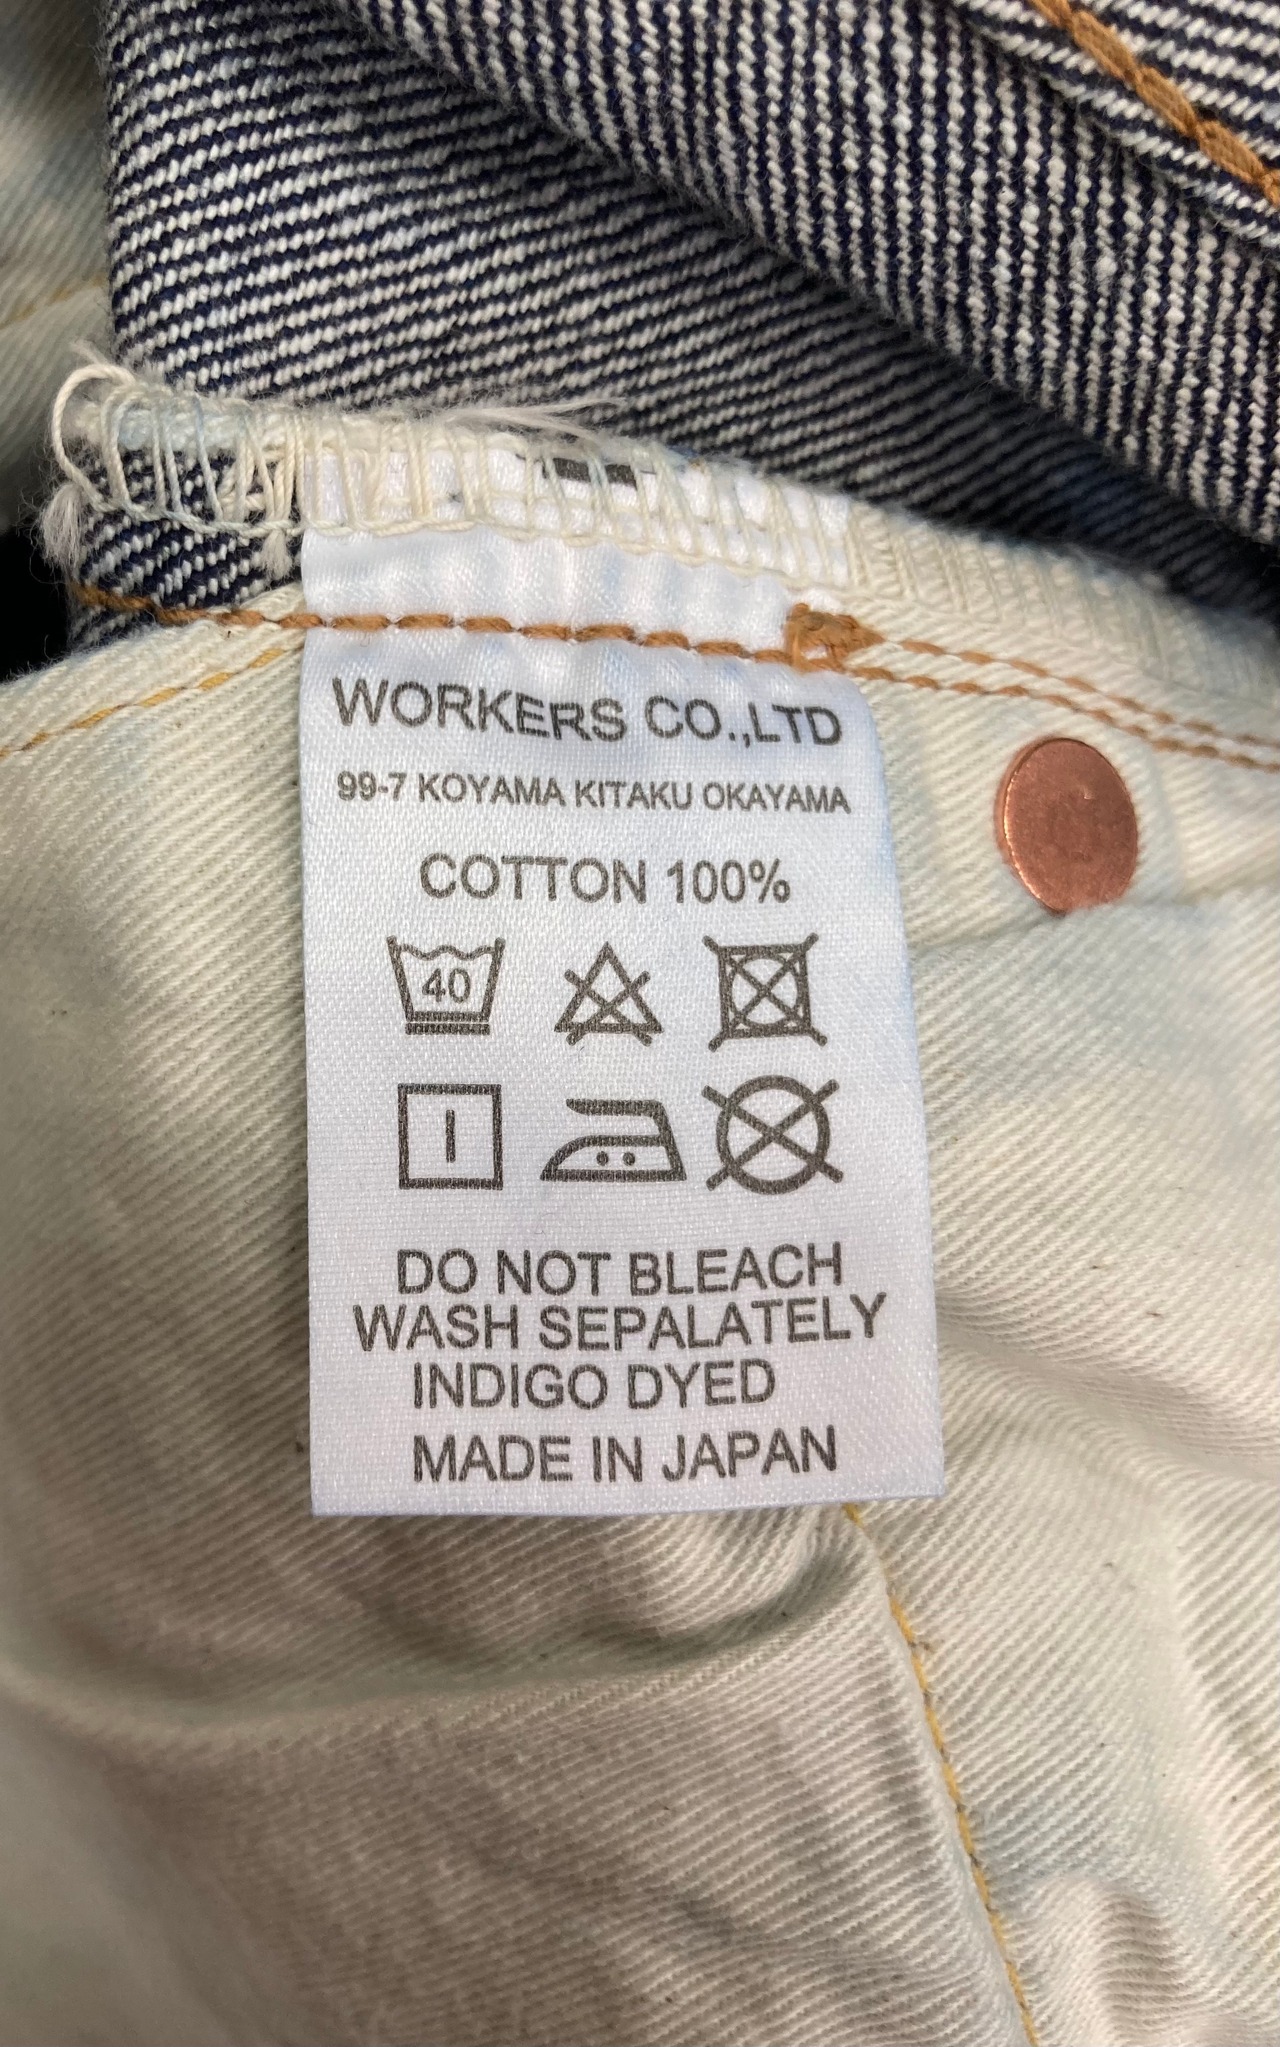 WORKERS CO.,LTD
99-7 KOYAMA KITAKU OKAYAMA
COTTON 100%
40
DO NOT BLEACH
WASH SEPALATELY
INDIGO DYED
MADE IN JAPAN